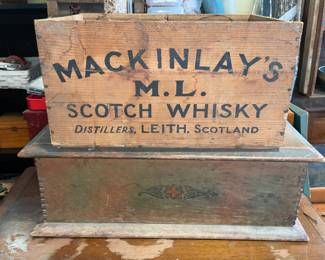 MACKINLAY'S
M.L.
SCOTCH WHISKY
DISTILLERS, LEITH, SCOTLAND